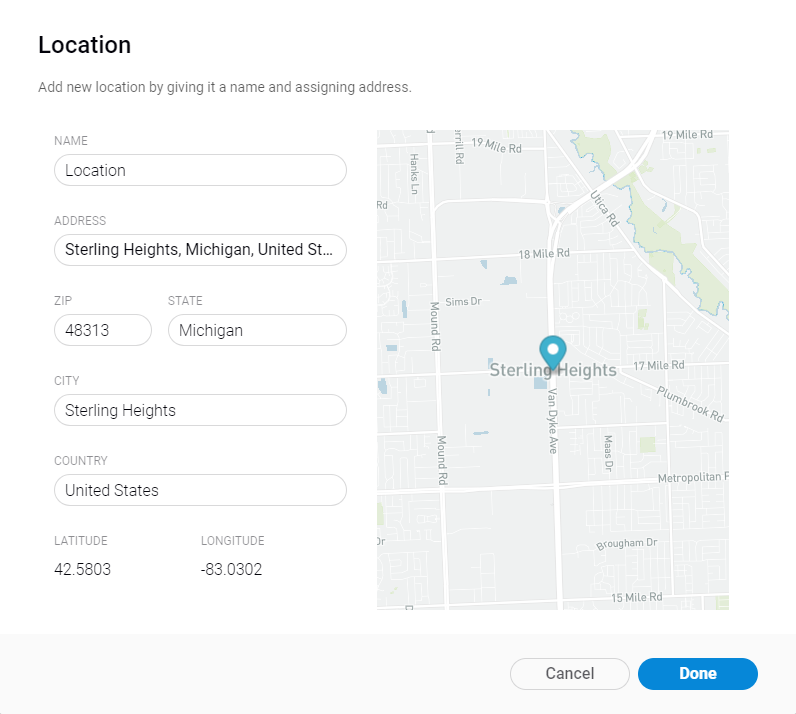 Location
Add new location by giving it a name and assigning address.
NAME
Location
ADDRESS
Sterling Heights, Michigan, United St...
ZIP
STATE
48313
Michigan
CITY
Sterling Heights
COUNTRY
United States
LATITUDE
LONGITUDE
42.5803
-83.0302
19 Mile Rd
19 Mile Rd
Hanks Ln
Rd
Utica Rd
18 Mile Rd
Sims Dr
Mound Rd
Sterling Heights
17 Mile Rd
Van Dyke Ave
Plumbrook Rd
Mound Rd
Maas Dr
Metropolitan P
Brougham Dr
15 Mile Rd
Cancel
Done